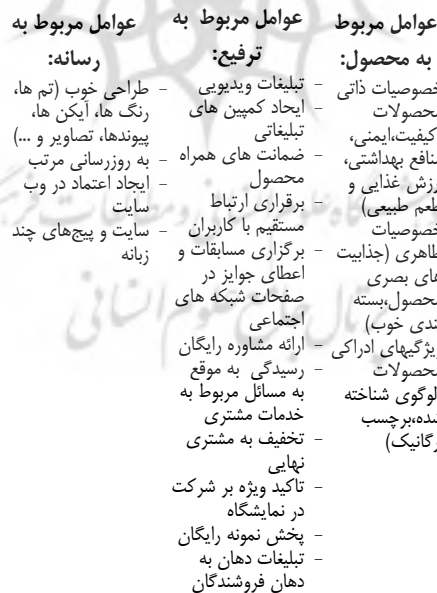 عوامل مربوط
به محصول:
خصوصیات ذاتی
محصولات
کیفیت،ایمنی،
منافع بهداشتی،
ارزش غذایی و
طعم طبیعی)
خصوصیات
ظاهری (جذابیت
های بصری
محصول،بسته
بندی خوب)
ویژگیهای ادراکی
محصولات
لوگوی شناخته
شده،برچسب
ارگانیک)
عوامل مربوط به
ترفیع:
- تبلیغات ویدیویی
- ایجاد کمپین های
تبلیغاتی
- ضمانت های همراه
محصول
- برقراری ارتباط
مستقیم با کاربران
- برگزاری مسابقات و
اعطای جوایز در
صفحات شبکه های
اجتماعی
- ارائه مشاوره رایگان
- رسیدگی به موقع
به مسائل مربوط به
خدمات مشتری
- تخفیف به مشتری
نهایی
- تاکید ویژه بر شرکت
در نمایشگاه
- پخش نمونه رایگان
- تبلیغات دهان به
دهان فروشندگان
عوامل مربوط به
رسانه:
- طراحی خوب (تم ها،
رنگ ها، آیکن ها،
پیوندها، تصاویر و ...)
- به روزرسانی مرتب
- ایجاد اعتماد در وب
سایت
- سایت و پیج‌های چند
زبانه